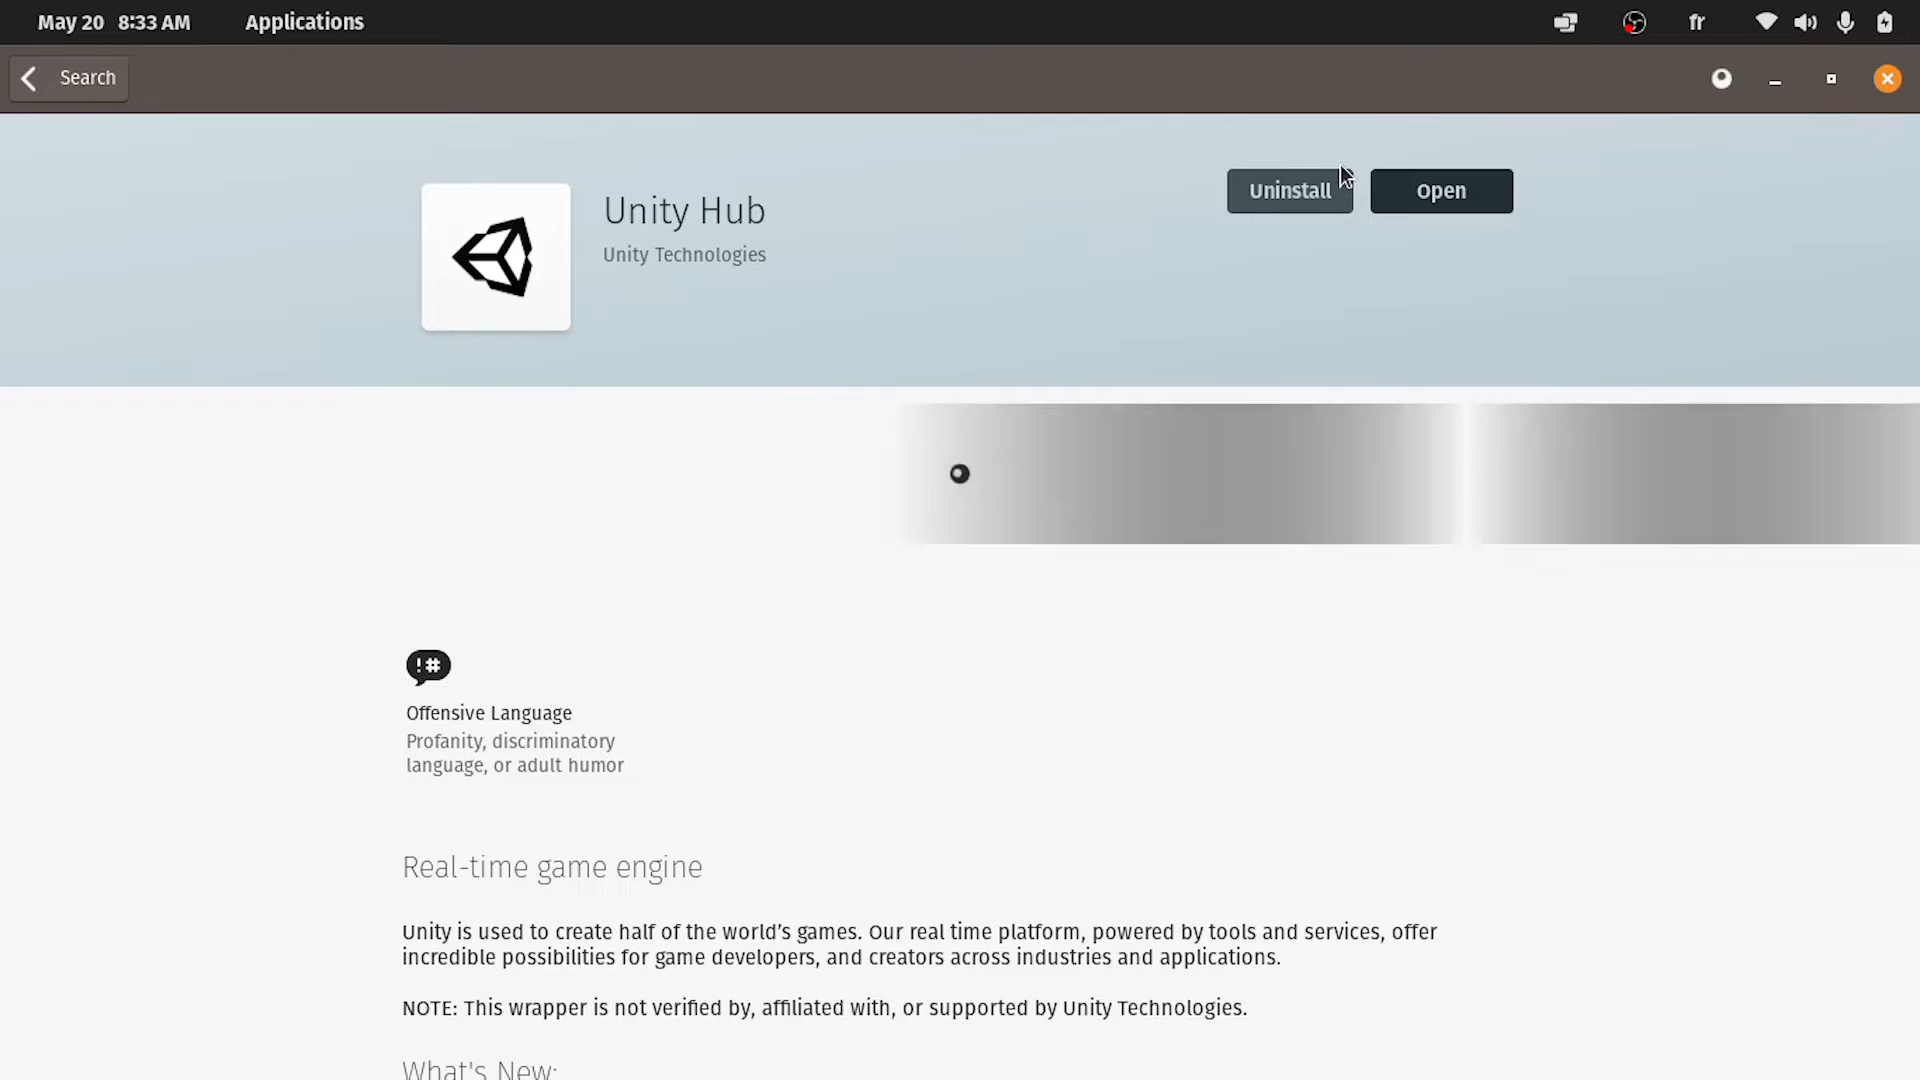 May 20 8:33 AM Applications fr
Search
Uninstall Open
Unity Hub
Unity Technologies
!#
Offensive Language
Profanity, discriminatory
language, or adult humor
Real-time game engine
Unity is used to create half of the world’s games. Our real time platform, powered by tools and services, offer
incredible possibilities for game developers, and creators across industries and applications.
NOTE: This wrapper is not verified by, affiliated with, or supported by Unity Technologies.
What's New: